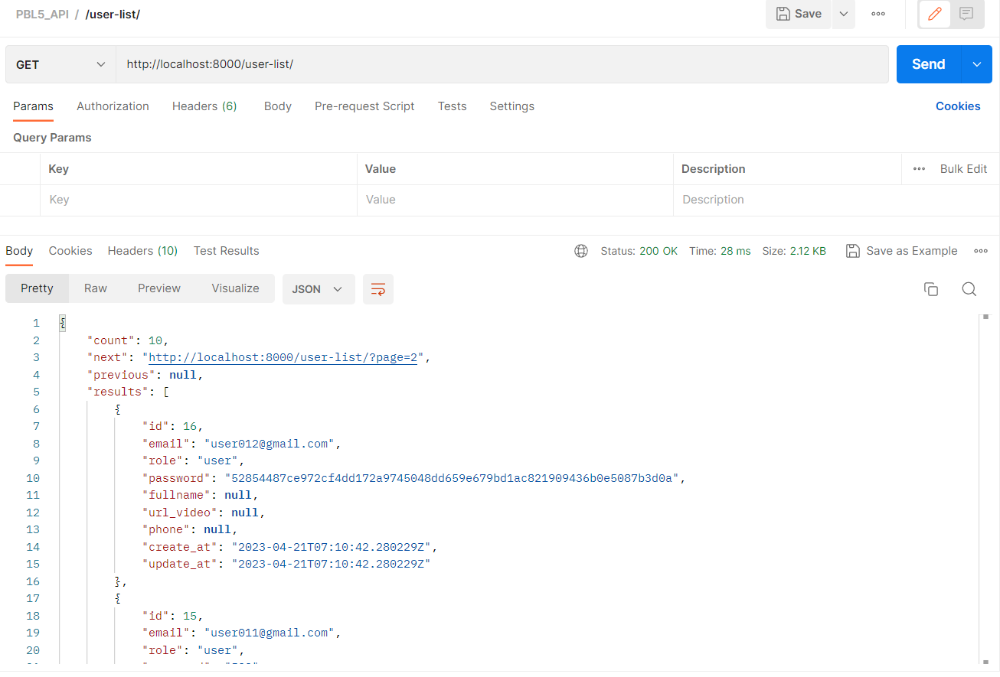 PBL5_API / /user-list/ Save
GET http://localhost:8000/user-list/ Send
Params Authorization Headers (6) Body Pre-request Script Tests Settings Cookies
Query Params
Key Value Description Bulk Edit
Key Value Description
Body Cookies Headers (10) Test Results Status: 200 OK Time: 28 ms Size: 2.12 KB Save as Example
Pretty Raw Preview Visualize JSON
1 {
2 "count": 10,
3 "next": "http://localhost:8000/user-list/?page=2",
4 "previous": null,
5 "results": [
6 {
7 "id": 16,
8 "email": "user012@gmail.com",
9 "role": "user",
10 "password": "52854487ce972cf4dd172a9745048dd659e679bd1ac821909436b0e5087b3d0a",
11 "fullname": null,
12 "url_video": null,
13 "phone": null,
14 "create_at": "2023-04-21T07:10:42.280229Z",
15 "update_at": "2023-04-21T07:10:42.280229Z"
16 },
17 {
18 "id": 15,
19 "email": "user011@gmail.com",
20 "role": "user",